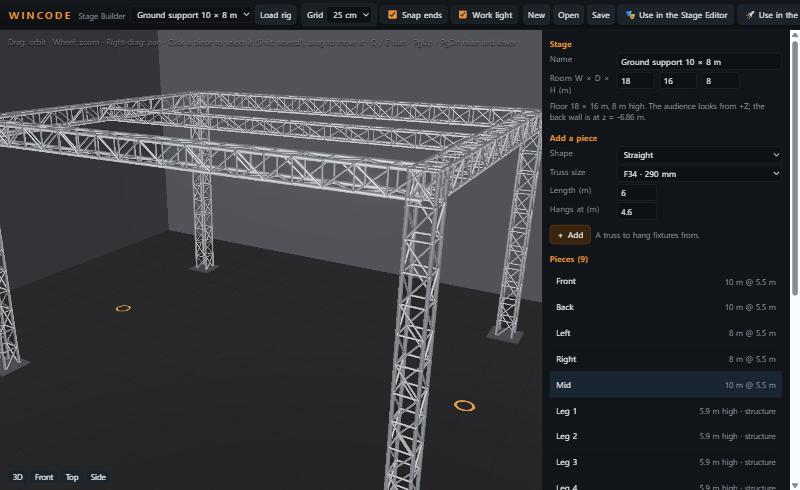 WINCODE Stage Builder Ground support 10 × 8 m Load rig Grid 25 cm Snap ends Work light New Open Save Use in the Stage Editor Use in the
Drag: orbit · Wheel: zoom · Right-drag: pan · Click a piece to select it (Shift: several), drag to move it · Q / E turn · PgUp / PgDn raise and lower
Stage
Name Ground support 10 × 8 m
Room W × D × H (m) 18 16 8
Floor 18 × 16 m, 8 m high. The audience looks from +Z; the
back wall is at z = -6.86 m.
Add a piece
Shape Straight
Truss size F34 · 290 mm
Length (m) 6
Hangs at (m) 4.6
+ Add A truss to hang fixtures from.
Pieces (9)
Front 10 m @ 5.5 m
Back 10 m @ 5.5 m
Left 8 m @ 5.5 m
Right 8 m @ 5.5 m
Mid 10 m @ 5.5 m
Leg 1 5.9 m high · structure
Leg 2 5.9 m high · structure
Leg 3 5.9 m high · structure
Leg 4 5.9 m high · structure
3D Front Top Side